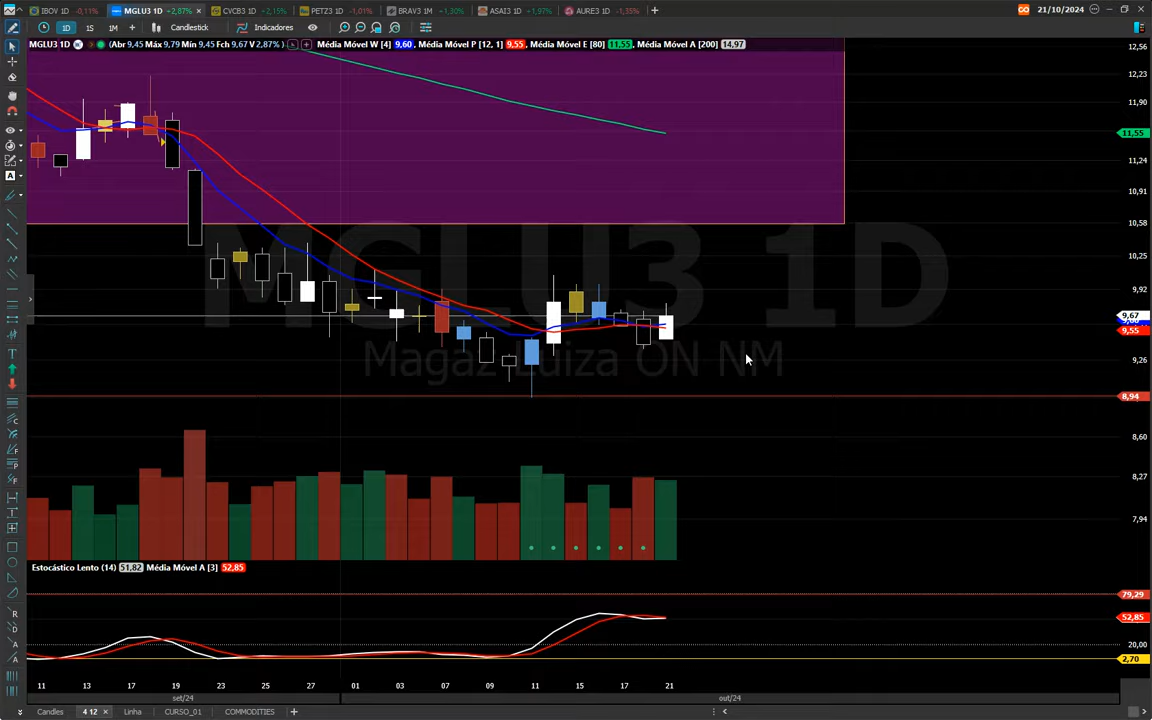 IBOV 1D -0,11% MGLU3 1D +2,87% × CVCB3 1D +2,15% PETZ3 1D -1,01% BRAV3 1D +1,30% ASAI3 1D +1,97% AURE3 1D -1,35% + 21/10/2024
1D 1S 1M + Candlestick Indicadores
MGLU3 1D (Abr 9,45 Máx 9,79 Mín 9,45 Fch 9,67 V 2,87%) Média Móvel W [4] 9,60, Média Móvel P [12, 1] 9,55, Média Móvel E [80] 11,55, Média Móvel A [200] 14,97
12,56
12,23
11,90
11,55
11,24
10,91
10,58
10,25
9,92
9,67
9,55
9,26
8,94
8,60
8,27
7,94
MGLU3 1D
Magaz Luiza ON NM
Estocástico Lento (14) 51,82 Média Móvel A [3] 52,85
79,29
52,85
20,00
2,70
11 13 17 19 23 25 27 01 03 07 09 11 15 17 21
set/24 out/24
Candles 4 12 × Linha CURSO_01 COMMODITIES +